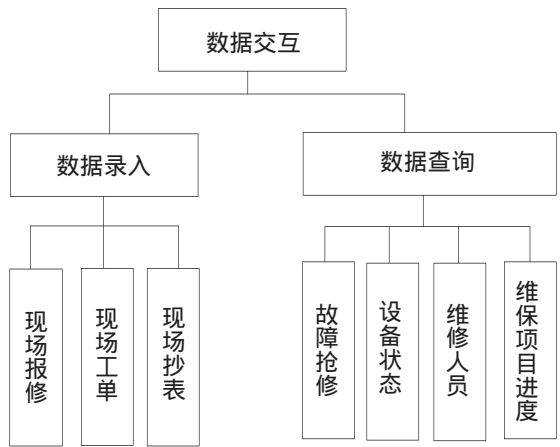 数据交互
数据录入
数据查询
现场报修
现场工单
现场抄表
故障抢修
设备状态
维修人员
维保项目进度